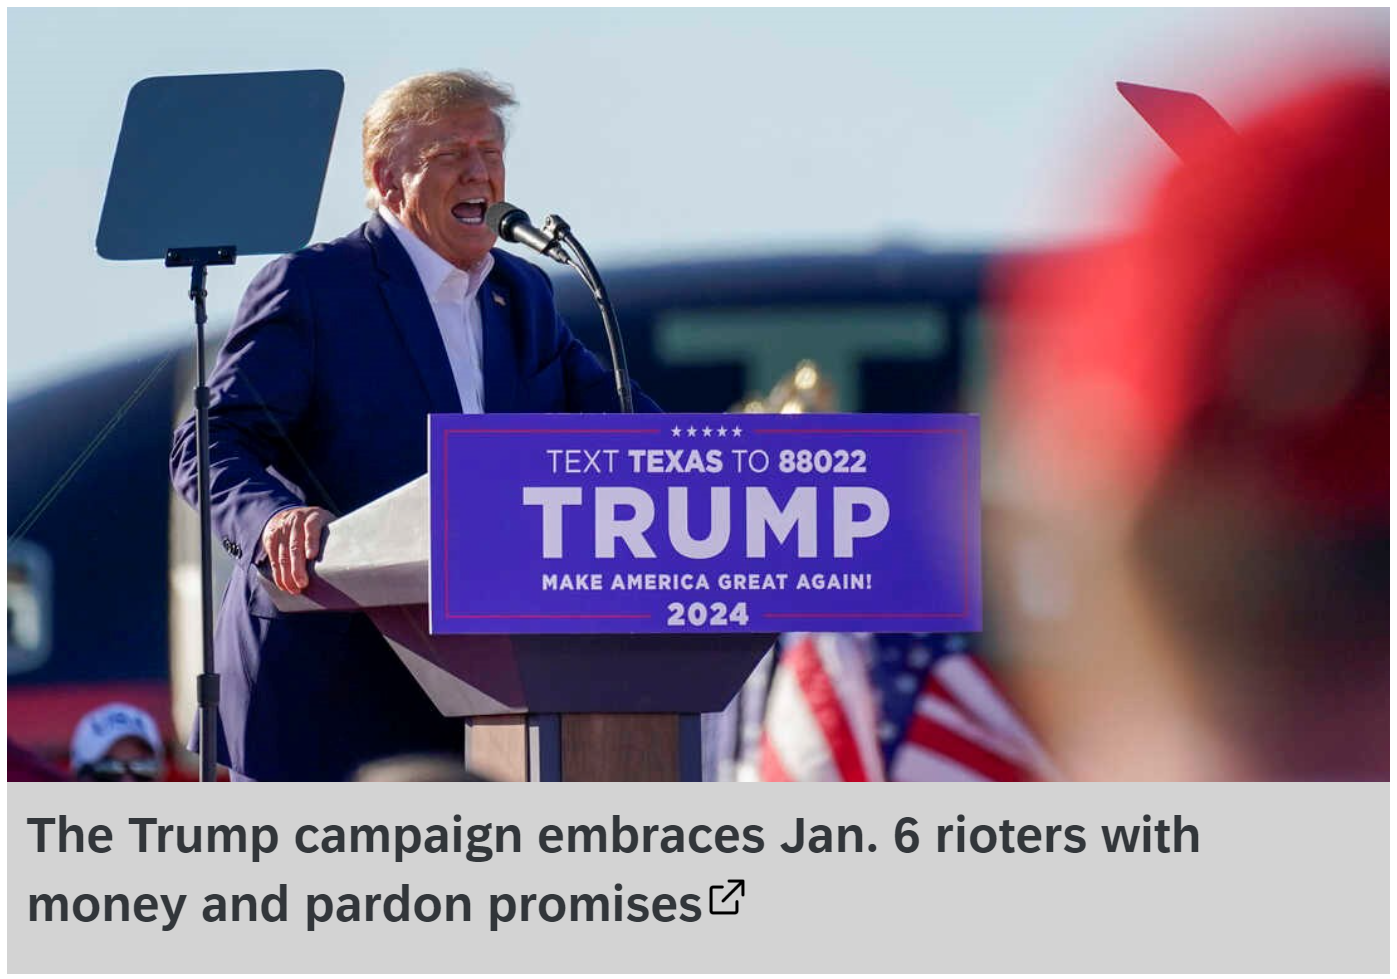 TEXT TEXAS TO 88022
TRUMP
MAKE AMERICA GREAT AGAIN!
2024
USA
The Trump campaign embraces Jan. 6 rioters with
money and pardon promises